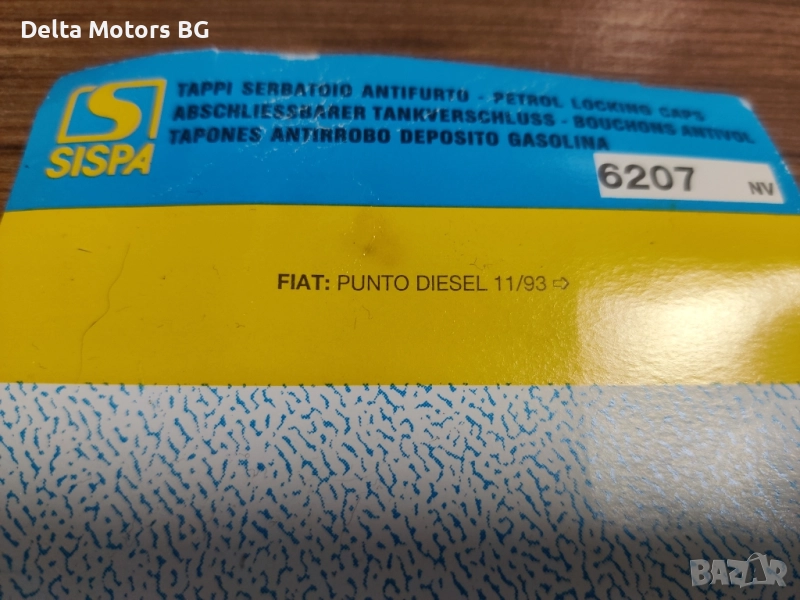 Delta Motors BG
SISPA
TAPPI SERBATOIO ANTIFURTO - PETROL LOCKING CAPS
ABSCHLIESSBARER TANKVERSCHLUSS - BOUCHONS ANTIVOL
TAPONES ANTIRROBO DEPOSITO GASOLINA
6207 NV
FIAT: PUNTO DIESEL 11/93 ⇨
BAZAR